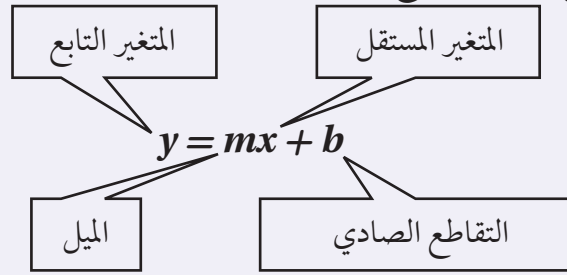 المتغير المستقل
المتغير التابع
y = mx + b
التقاطع الصادي
الميل